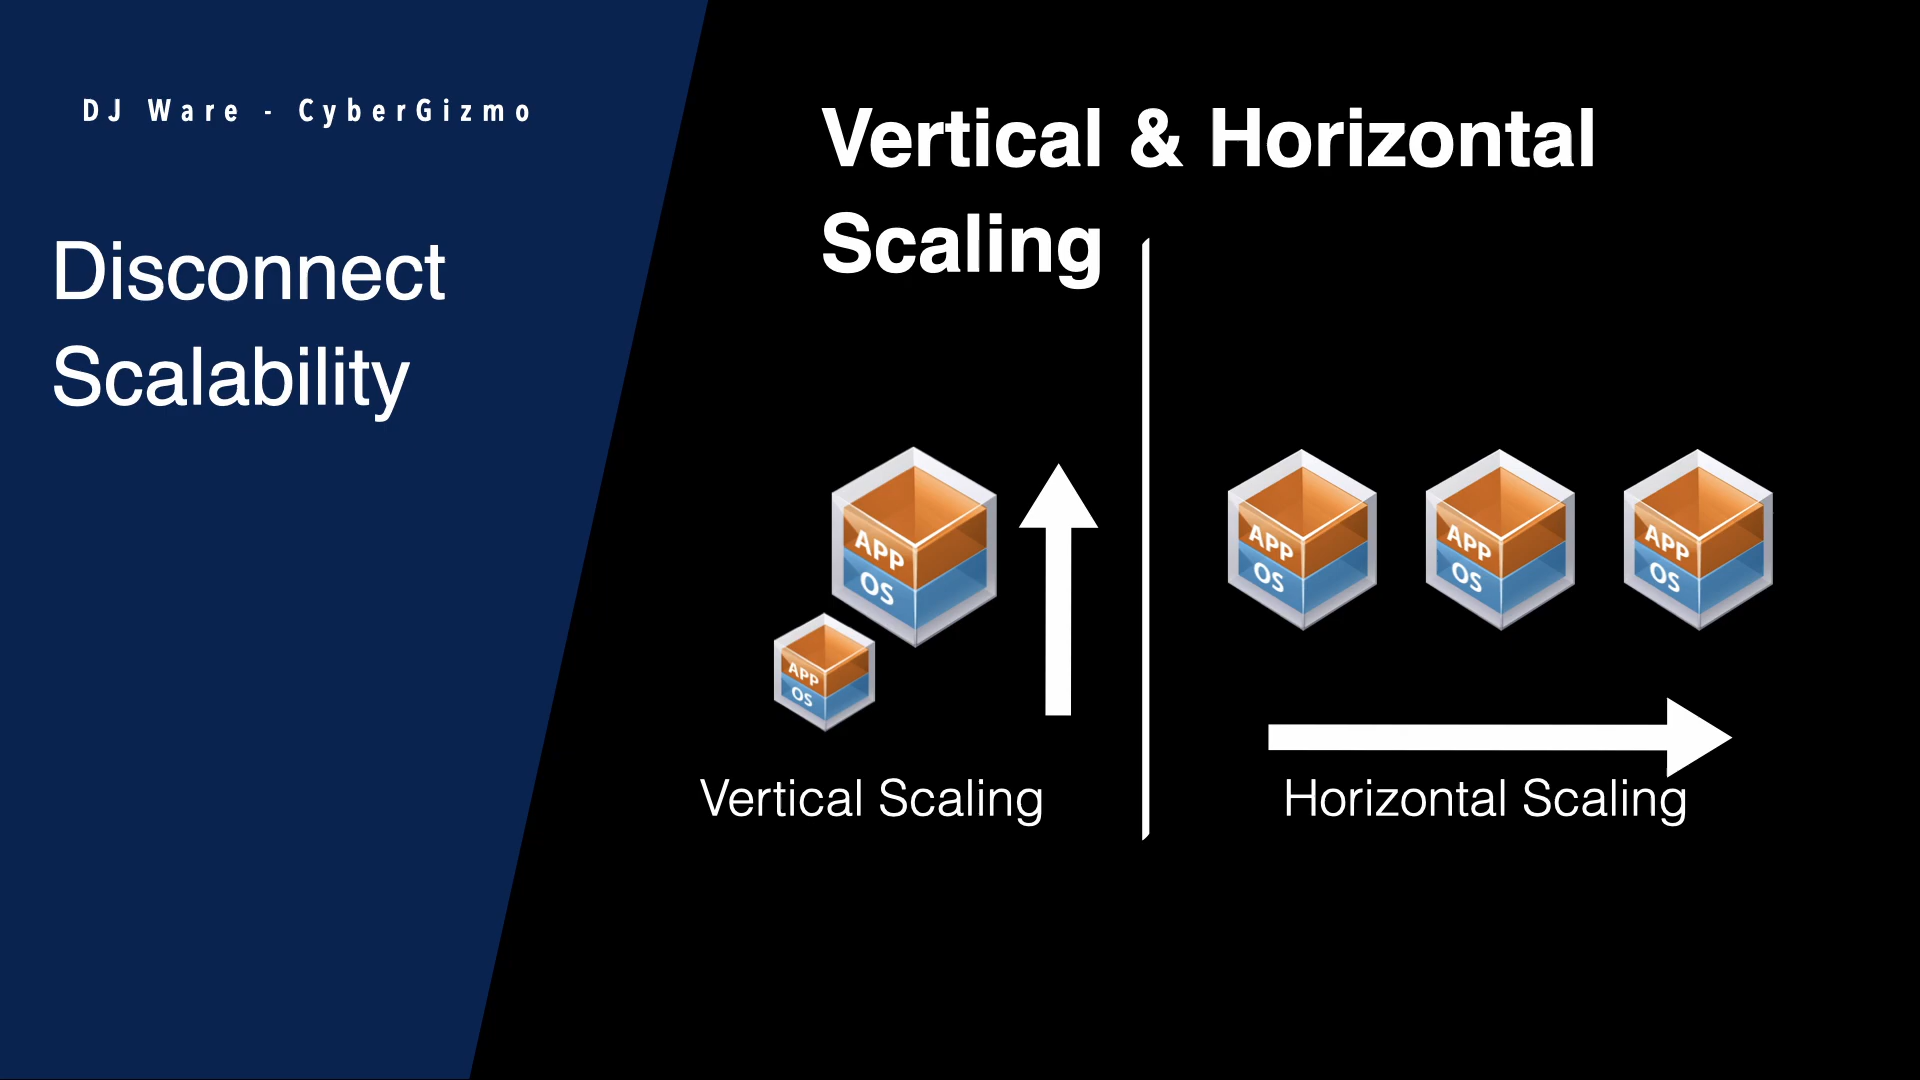 DJ Ware - CyberGizmo
Disconnect
Scalability
Vertical & Horizontal
Scaling
APP
OS
APP
OS
Vertical Scaling
APP
OS
APP
OS
APP
OS
Horizontal Scaling